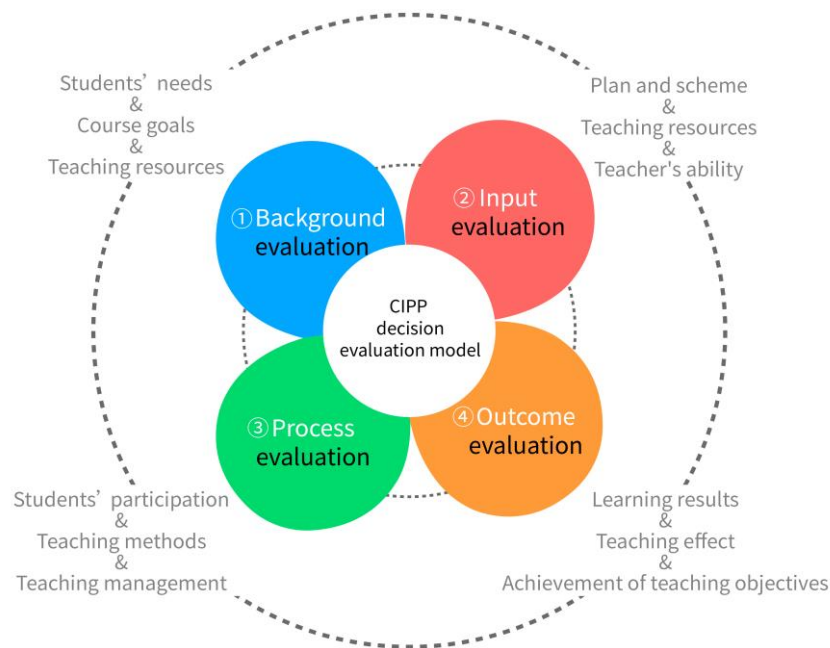 Students’ needs
&
Course goals
&
Teaching resources
Plan and scheme
&
Teaching resources
&
Teacher's ability
①Background
evaluation
②Input
evaluation
CIPP
decision
evaluation model
③Process
evaluation
④Outcome
evaluation
Students’ participation
&
Teaching methods
&
Teaching management
Learning results
&
Teaching effect
&
Achievement of teaching objectives